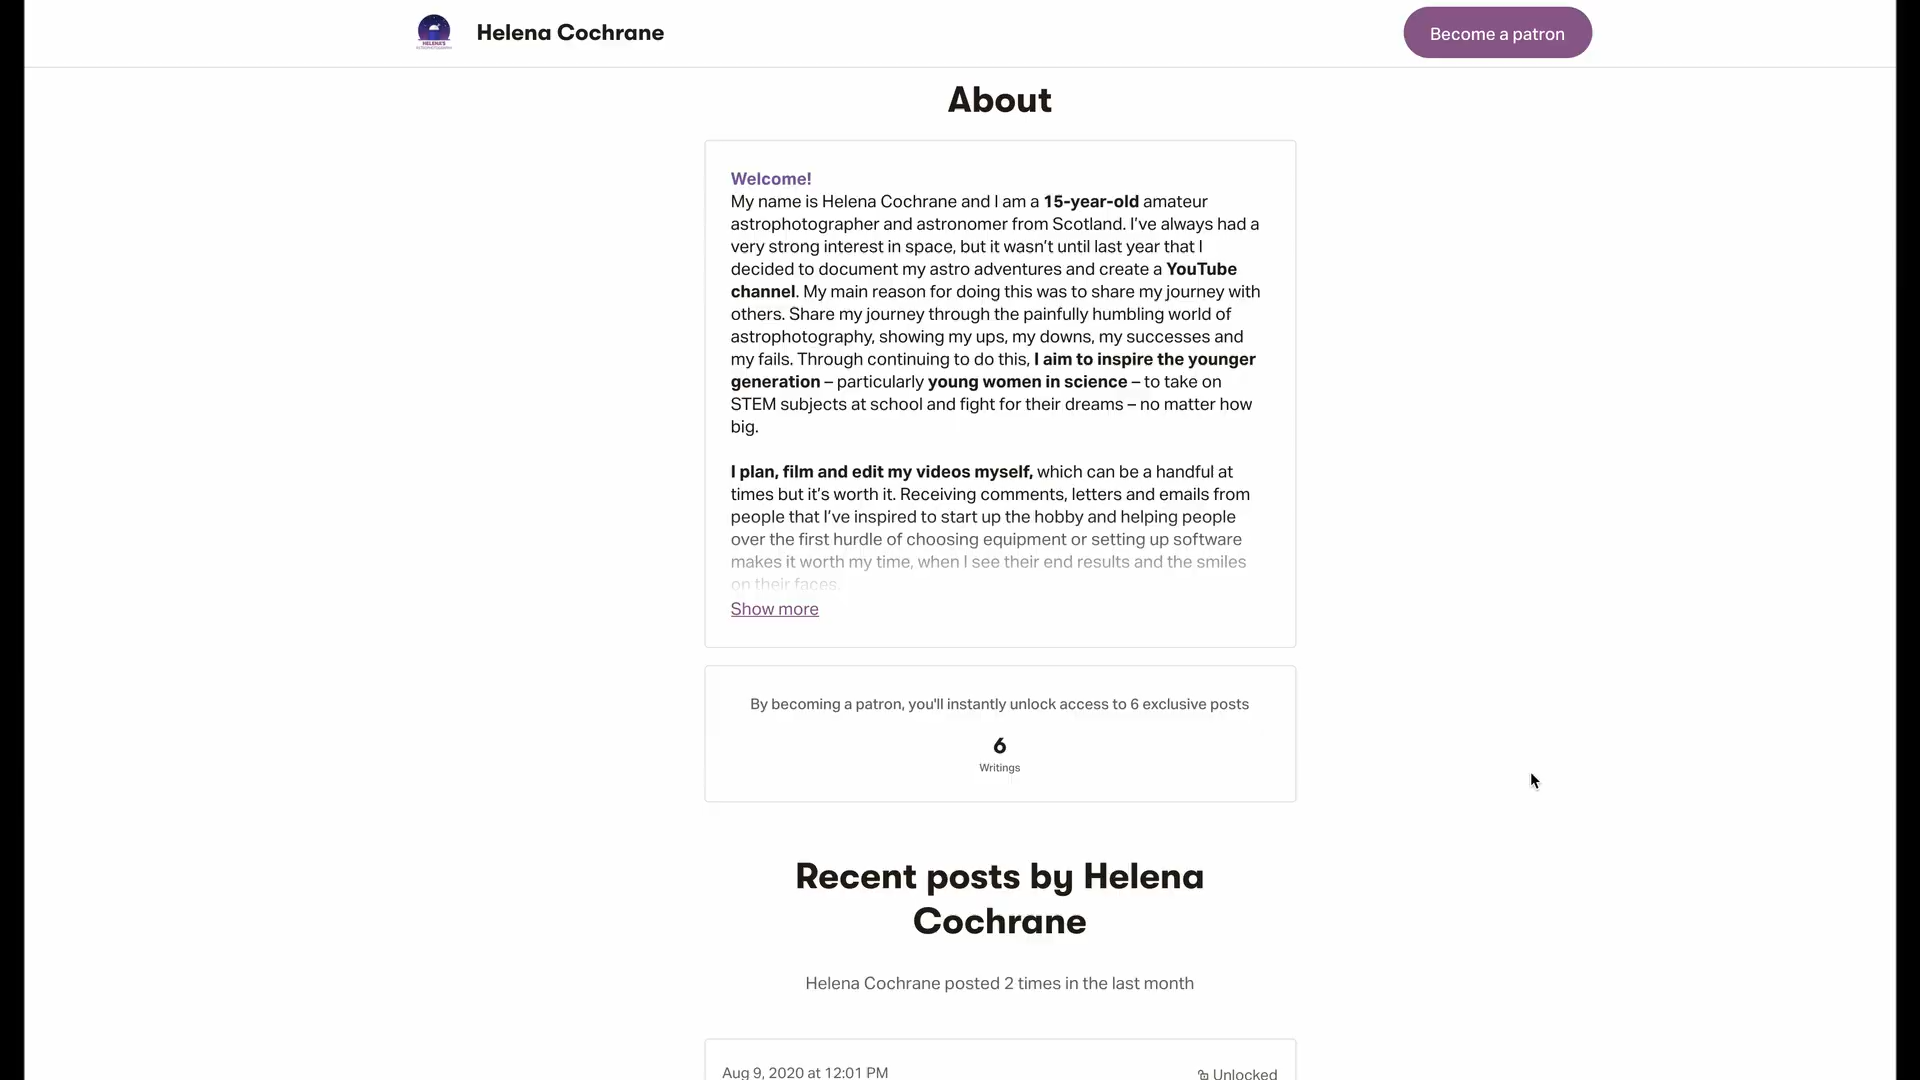 Helena Cochrane
Become a patron
About
Welcome!
My name is Helena Cochrane and I am a 15-year-old amateur
astrophotographer and astronomer from Scotland. I’ve always had a
very strong interest in space, but it wasn’t until last year that I
decided to document my astro adventures and create a YouTube
channel. My main reason for doing this was to share my journey with
others. Share my journey through the painfully humbling world of
astrophotography, showing my ups, my downs, my successes and
my fails. Through continuing to do this, I aim to inspire the younger
generation – particularly young women in science – to take on
STEM subjects at school and fight for their dreams – no matter how
big.
I plan, film and edit my videos myself, which can be a handful at
times but it’s worth it. Receiving comments, letters and emails from
people that I’ve inspired to start up the hobby and helping people
over the first hurdle of choosing equipment or setting up software
makes it worth my time, when I see their end results and the smiles
on their faces.
Show more
By becoming a patron, you'll instantly unlock access to 6 exclusive posts
6
Writings
Recent posts by Helena
Cochrane
Helena Cochrane posted 2 times in the last month
Aug 9, 2020 at 12:01 PM
Unlocked